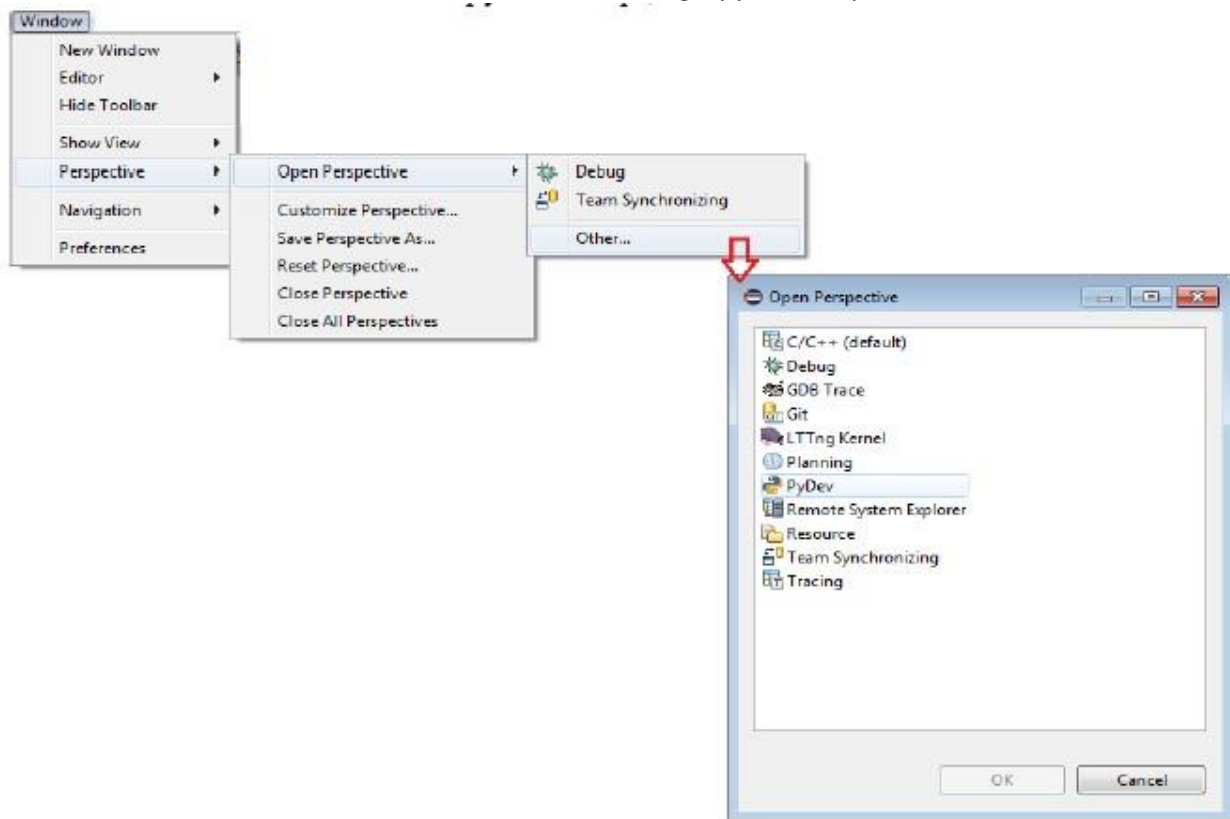 Window
New Window
Editor
Hide Toolbar
Show View
Perspective
Navigation
Preferences
Open Perspective
Customize Perspective...
Save Perspective As...
Reset Perspective...
Close Perspective
Close All Perspectives
Debug
Team Synchronizing
Other...
Open Perspective
C/C++ (default)
Debug
GDB Trace
Git
LTTng Kernel
Planning
PyDev
Remote System Explorer
Resource
Team Synchronizing
Tracing
OK Cancel